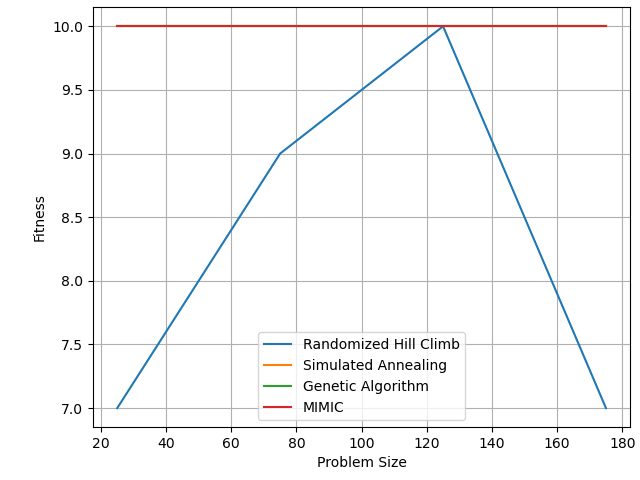 10.0
9.5
9.0
8.5
8.0
7.5
7.0
Fitness
Randomized Hill Climb
Simulated Annealing
Genetic Algorithm
MIMIC
20 40 60 80 100 120 140 160 180
Problem Size